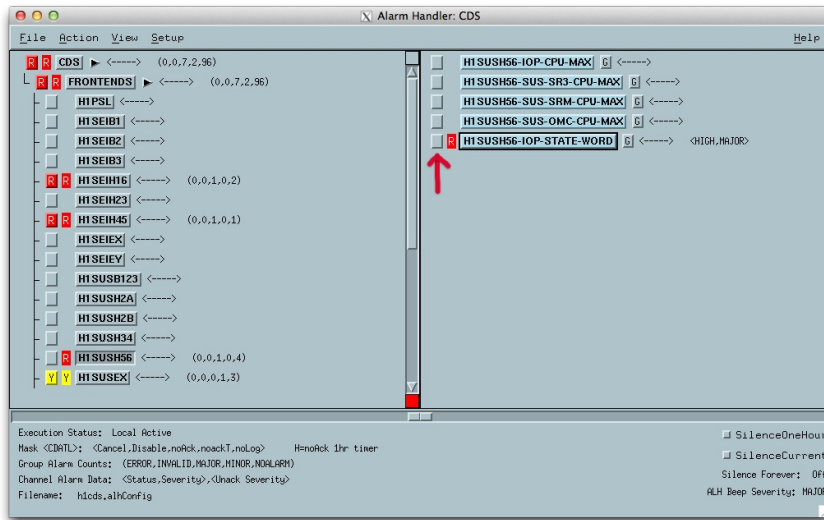 Alarm Handler: CDS
File Action View Setup Help
R R CDS <-----> (0,0,7,2,96)
R R FRONTENDS <-----> (0,0,7,2,96)
H1PSL <----->
H1SEIB1 <----->
H1SEIB2 <----->
H1SEIB3 <----->
R R H1SEIH16 <-----> (0,0,1,0,2)
H1SEIH23 <----->
R R H1SEIH45 <-----> (0,0,1,0,1)
H1SEIEX <----->
H1SEIEY <----->
H1SUSB123 <----->
H1SUSH2A <----->
H1SUSH2B <----->
H1SUSH34 <----->
R H1SUSH56 <-----> (0,0,1,0,4)
Y Y H1SUSEX <-----> (0,0,0,1,3)
H1SUSH56-IOP-CPU-MAX G <----->
H1SUSH56-SUS-SR3-CPU-MAX G <----->
H1SUSH56-SUS-SRM-CPU-MAX G <----->
H1SUSH56-SUS-OMC-CPU-MAX G <----->
R H1SUSH56-IOP-STATE-WORD G <-----> <HIGH,MAJOR>
Execution Status: Local Active
Mask <CDATL>: <Cancel,Disable,noAck,noackT,noLog> H=noAck 1hr timer
Group Alarm Counts: (ERROR,INVALID,MAJOR,MINOR,NOALARM)
Channel Alarm Data: <Status,Severity>,<Unack Severity>
Filename: h1cds.alhConfig
SilenceOneHour
SilenceCurrent
Silence Forever: Off
ALH Beep Severity: MAJOR